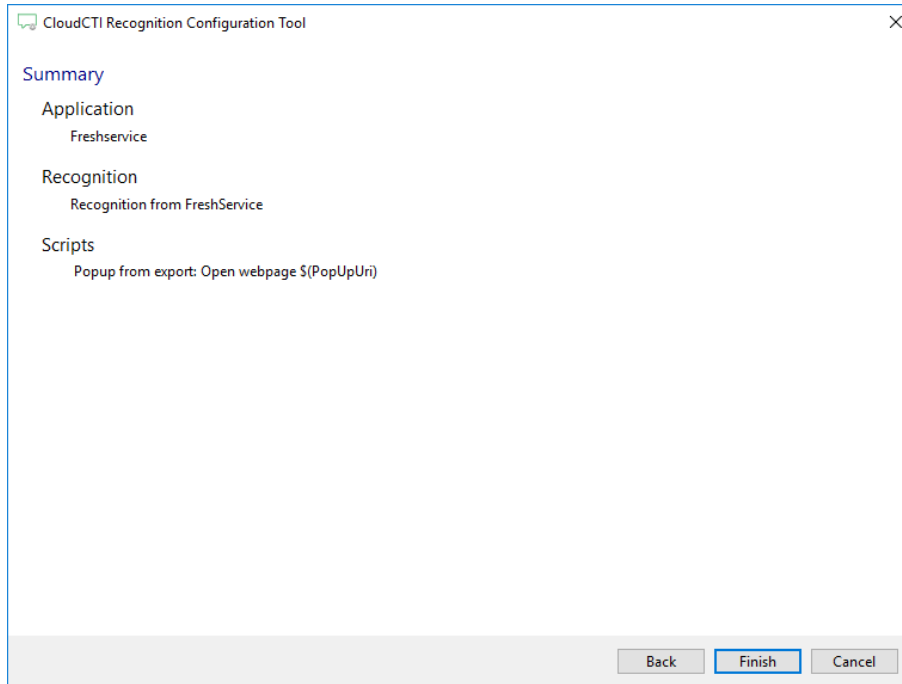 CloudCTI Recognition Configuration Tool
Summary
Application
Freshservice
Recognition
Recognition from FreshService
Scripts
Popup from export: Open webpage $(PopUpUri)
Back Finish Cancel